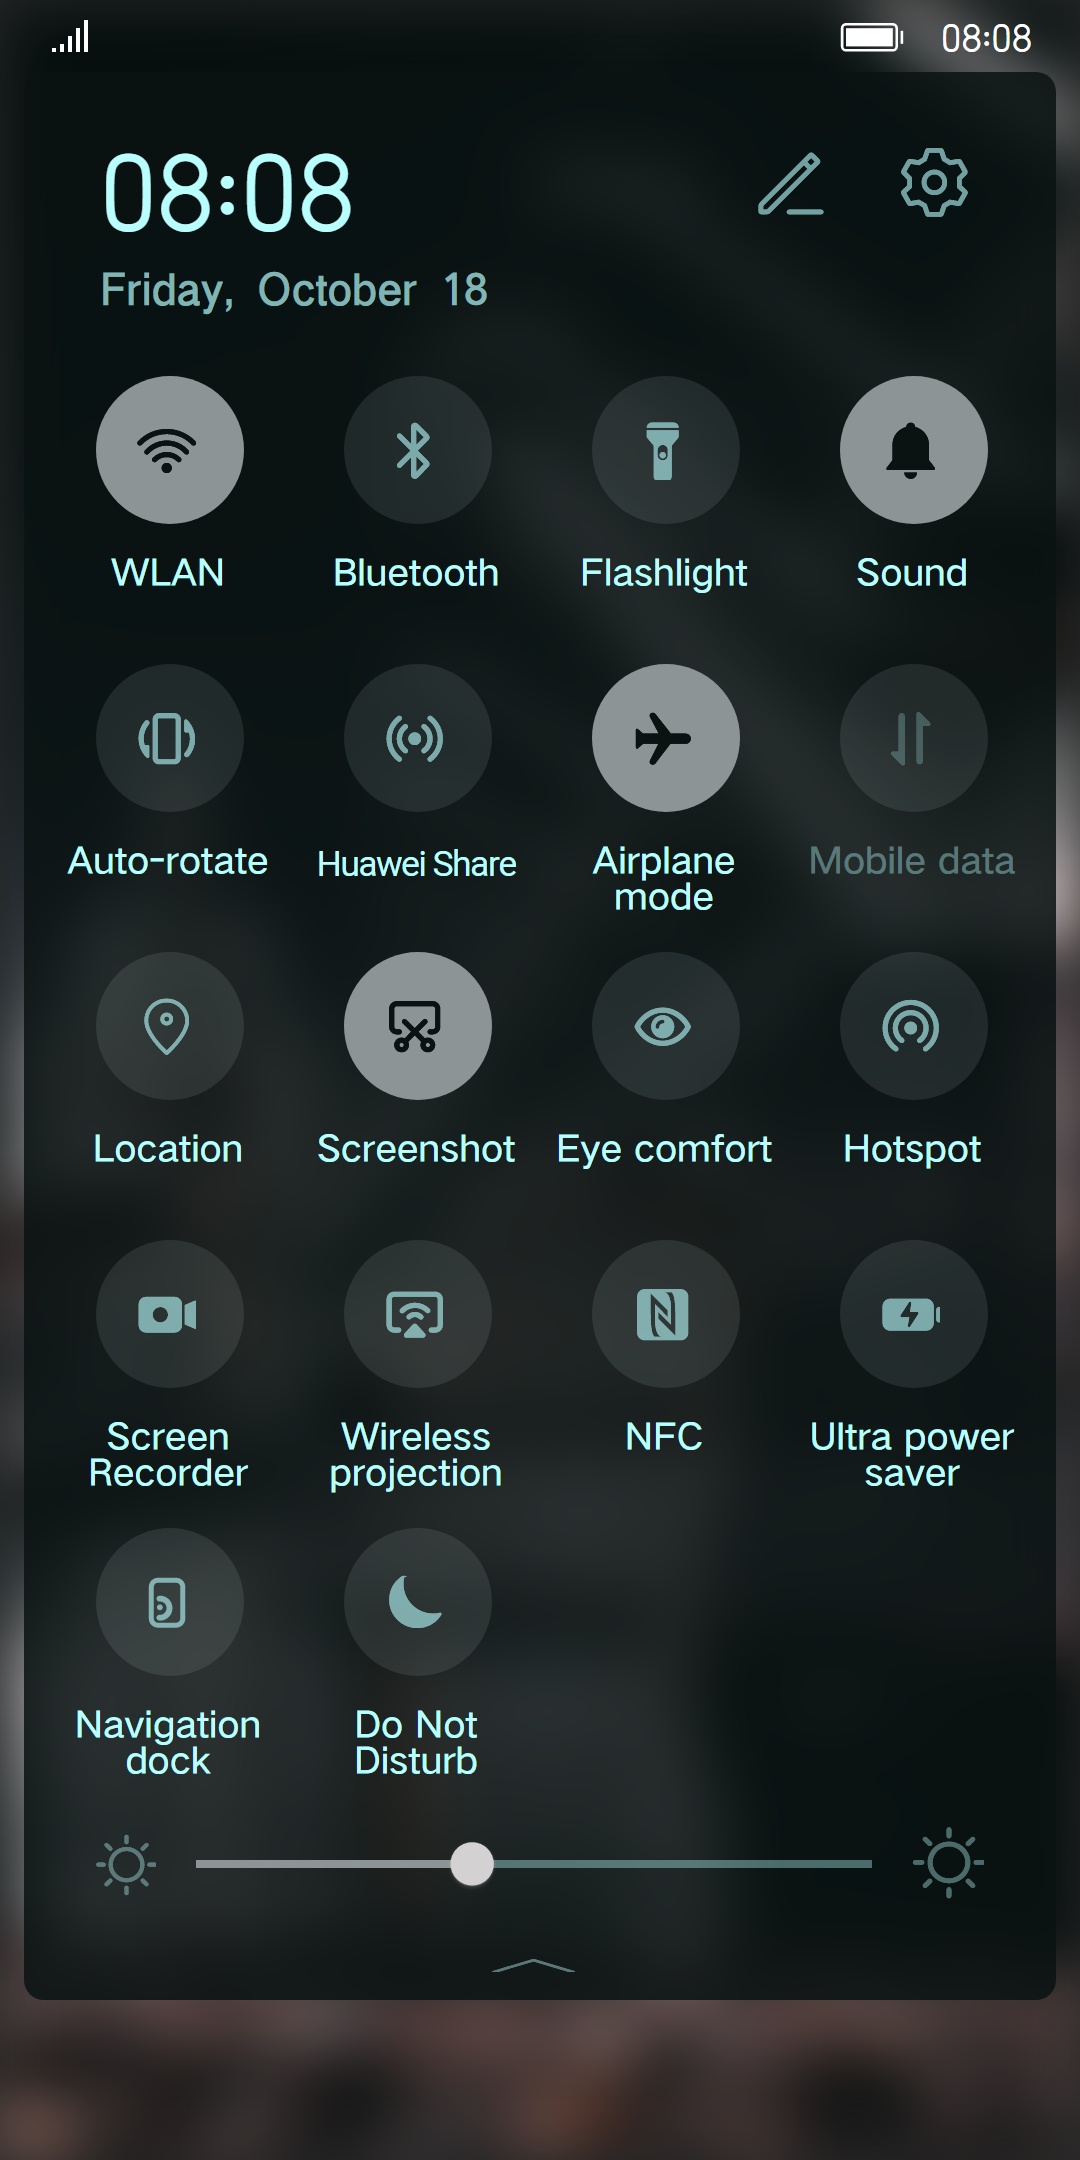 08:08
08:08
Friday, October 18
WLAN
Bluetooth
Flashlight
Sound
Auto-rotate
Huawei Share
Airplane
mode
Mobile data
Location
Screenshot
Eye comfort
Hotspot
Screen
Recorder
Wireless
projection
NFC
Ultra power
saver
Navigation
dock
Do Not
Disturb